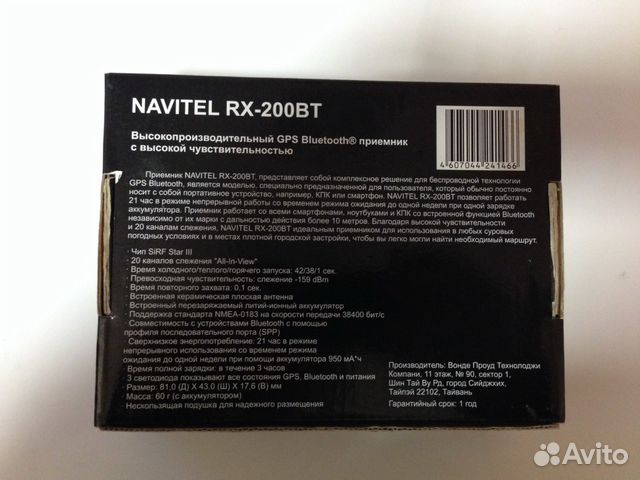 NAVITEL RX-200BT
Высокопроизводительный GPS Bluetooth® приемник
с высокой чувствительностью
4 607044 241466
Приемник NAVITEL RX-200BT, представляет собой комплексное решение для беспроводной технологии
GPS Bluetooth, является моделью, специально предназначенной для пользователя, который обычно постоянно
носит с собой портативное устройство, например, КПК или смартфон. NAVITEL RX-200BT позволяет работать
21 час в режиме непрерывной работы со временем режима ожидания до одной недели при одной зарядке
аккумулятора. Приемник работает со всеми смартфонами, ноутбуками и КПК со встроенной функцией Bluetooth
независимо от их марки с дальностью действия более 10 метров. Благодаря высокой чувствительности
и 20 каналам слежения, NAVITEL RX-200BT идеальным приемником для использования в любых суровых
погодных условиях и в местах плотной городской застройки, чтобы вы легко могли найти необходимый маршрут.
· Чип SiRF Star III
· 20 каналов слежения "All-In-View"
· Время холодного/теплого/горячего запуска: 42/38/1 сек.
· Превосходная чувствительность: слежение -159 dBm
· Время повторного захвата: 0,1 сек.
· Встроенная керамическая плоская антенна
· Встроенный перезаряжаемый литий-ионный аккумулятор
· Поддержка стандарта NMEA-0183 на скорости передачи 38400 бит/с
· Совместимость с устройствами Bluetooth с помощью
профиля последовательного порта (SPP)
· Сверхнизкое энергопотребление: 21 час в режиме
непрерывного использования со временем режима
ожидания до одной недели при помощи аккумулятора 950 мА*ч
· Время полной зарядки: в течение 3 часов
· 3 светодиода показывают все состояния GPS, Bluetooth и питания
· Размер: 81,0 (Д) X 43,0 (Ш) X 17,6 (В) мм
· Масса: 60 г (с аккумулятором)
· Нескользящая подушка для надежного размещения
Производитель: Вонде Проуд Технолоджи
Компани, 11 этаж, № 90, сектор 1,
Шин Тай Ву Рд, город Сийджхих,
Тайпэй 22102, Тайвань
Гарантийный срок: 1 год
Avito